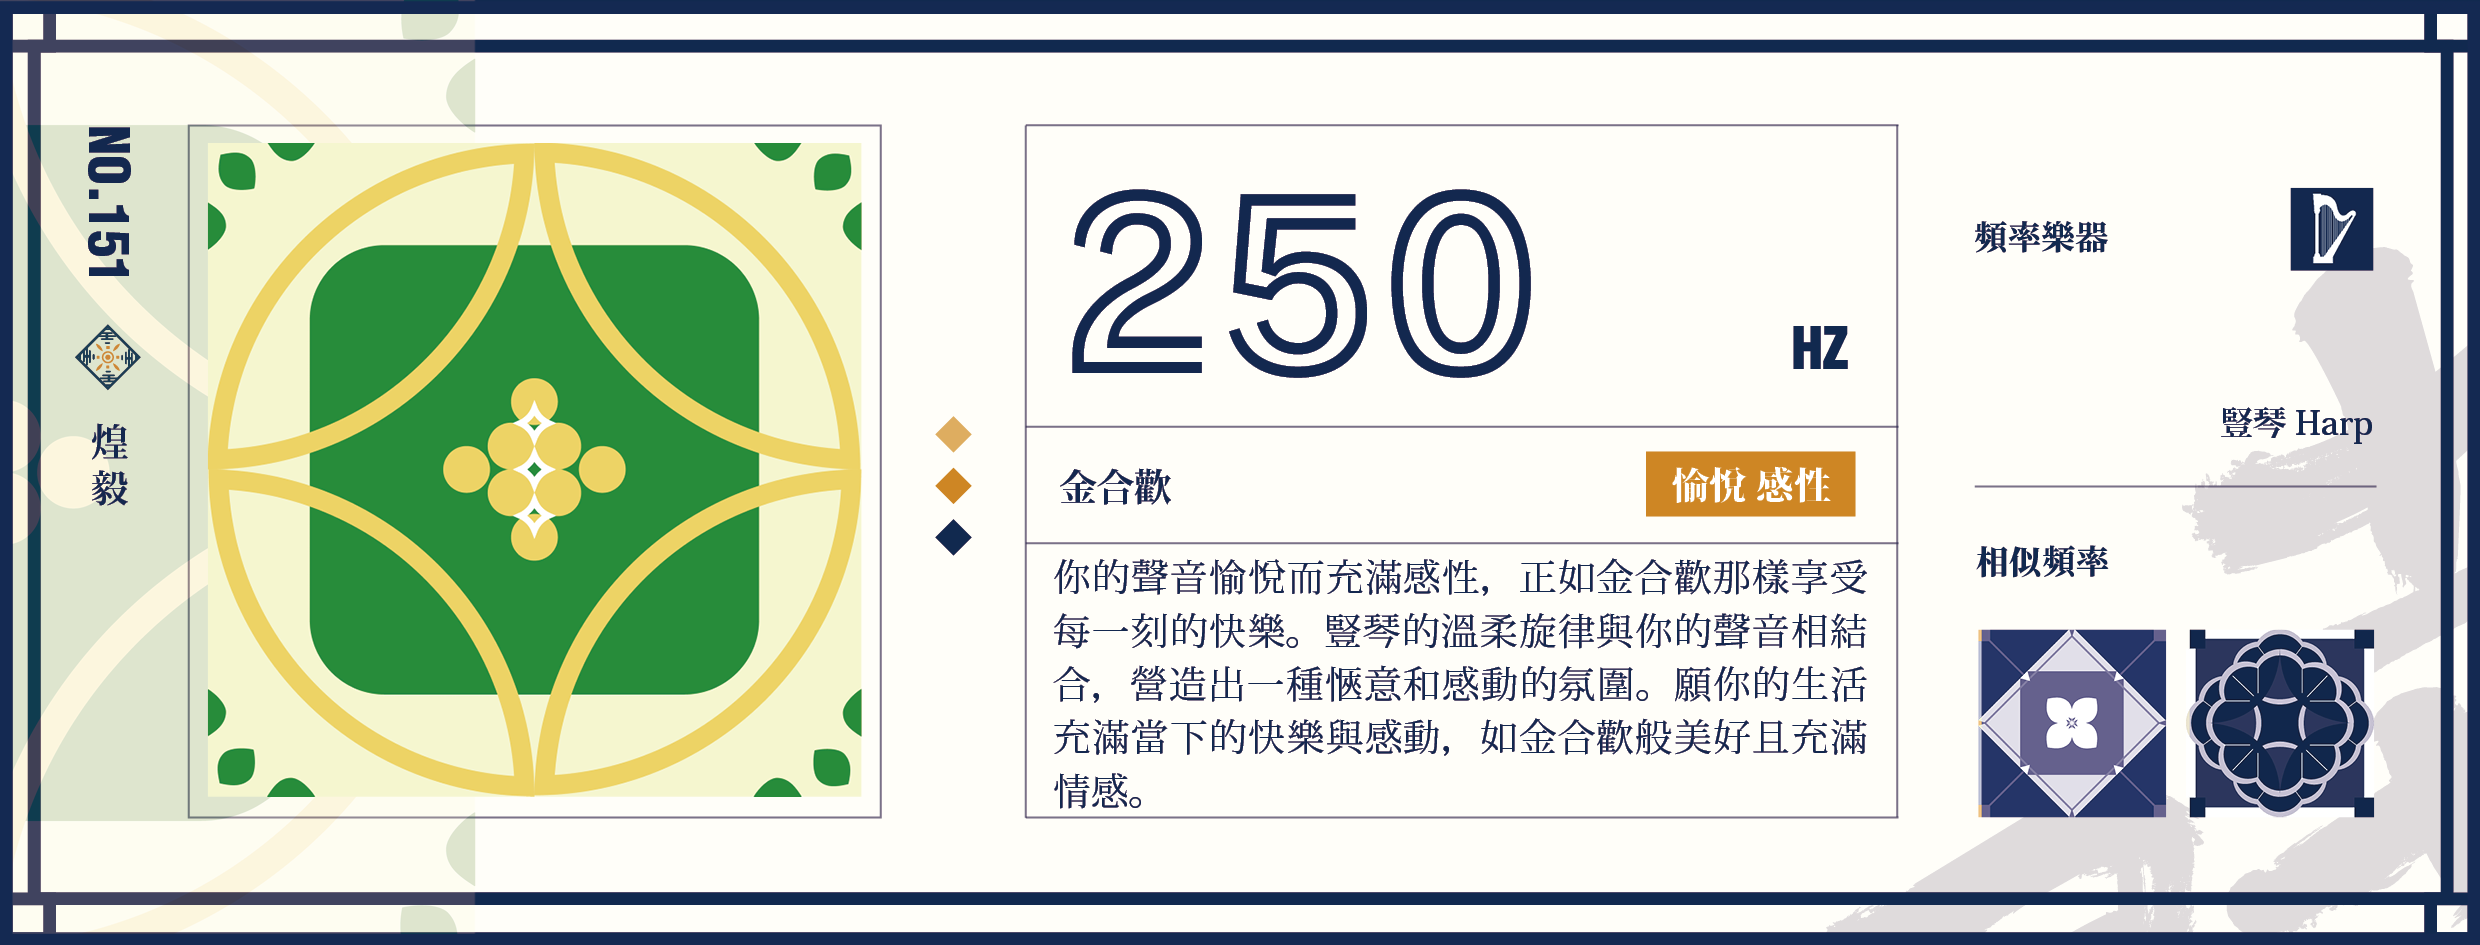 NO.151
煌毅
250
HZ
金合歡
愉悅 感性
你的聲音愉悅而充滿感性，正如金合歡那樣享受
每一刻的快樂。豎琴的溫柔旋律與你的聲音相結
合，營造出一種愜意和感動的氛圍。願你的生活
充滿當下的快樂與感動，如金合歡般美好且充滿
情感。
頻率樂器
豎琴 Harp
相似頻率